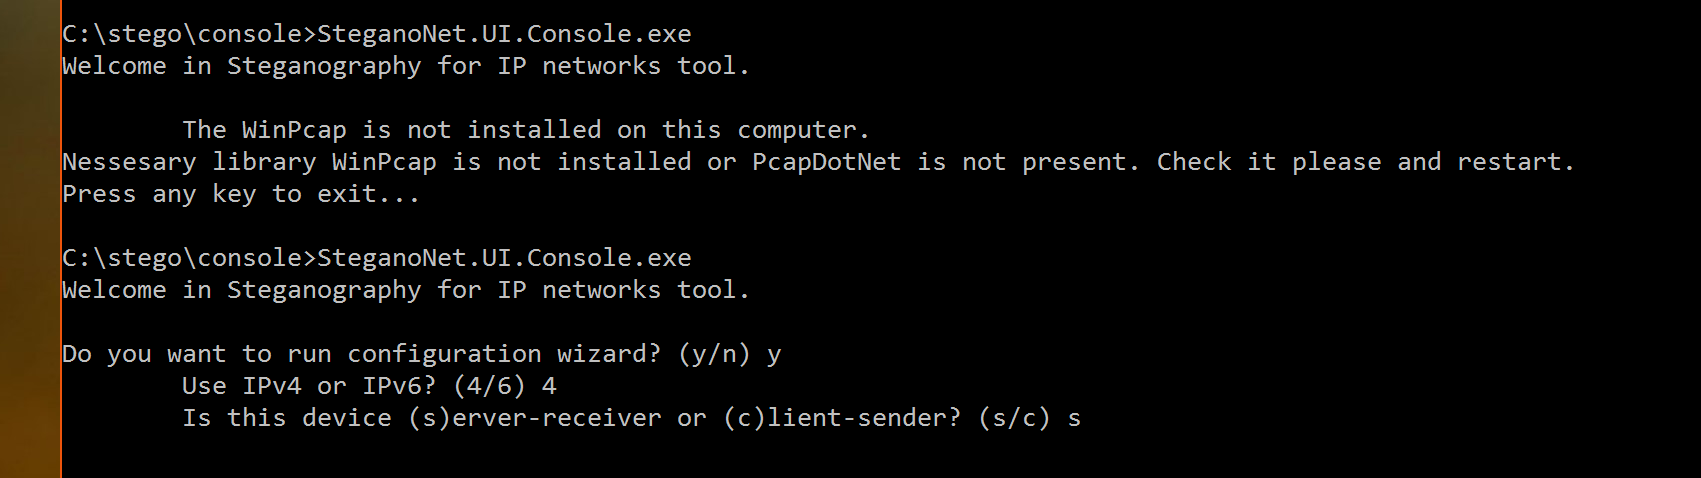 C:\stego\console>SteganoNet.UI.Console.exe
Welcome in Steganography for IP networks tool.
The WinPcap is not installed on this computer.
Nessesary library WinPcap is not installed or PcapDotNet is not present. Check it please and restart.
Press any key to exit...
C:\stego\console>SteganoNet.UI.Console.exe
Welcome in Steganography for IP networks tool.
Do you want to run configuration wizard? (y/n) y
Use IPv4 or IPv6? (4/6) 4
Is this device (s)erver-receiver or (c)lient-sender? (s/c) s